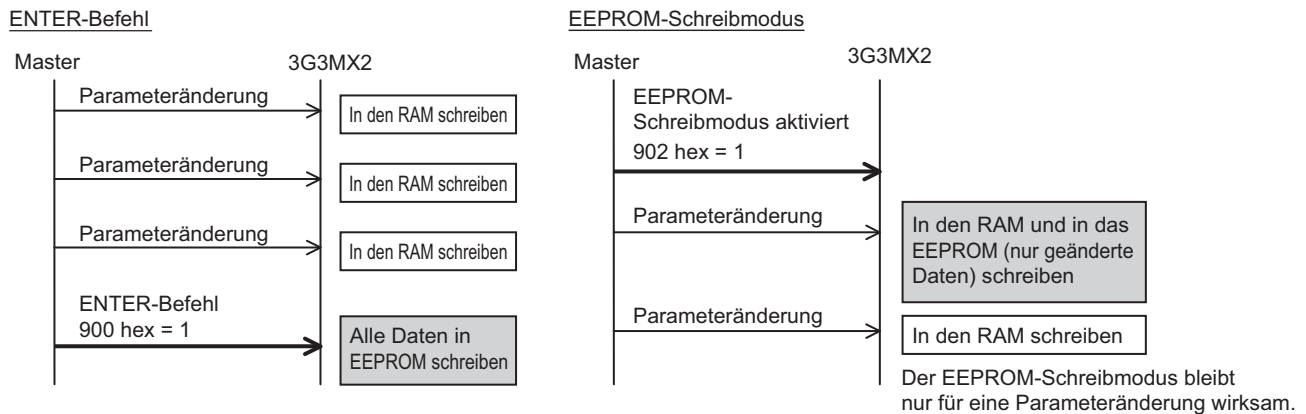 ENTER-Befehl
Master
3G3MX2
Parameteränderung
In den RAM schreiben
Parameteränderung
In den RAM schreiben
Parameteränderung
In den RAM schreiben
ENTER-Befehl
900 hex = 1
Alle Daten in
EEPROM schreiben
EEPROM-Schreibmodus
Master
3G3MX2
EEPROM-
Schreibmodus aktiviert
902 hex = 1
Parameteränderung
In den RAM und in das
EEPROM (nur geänderte
Daten) schreiben
Parameteränderung
In den RAM schreiben
Der EEPROM-Schreibmodus bleibt
nur für eine Parameteränderung wirksam.